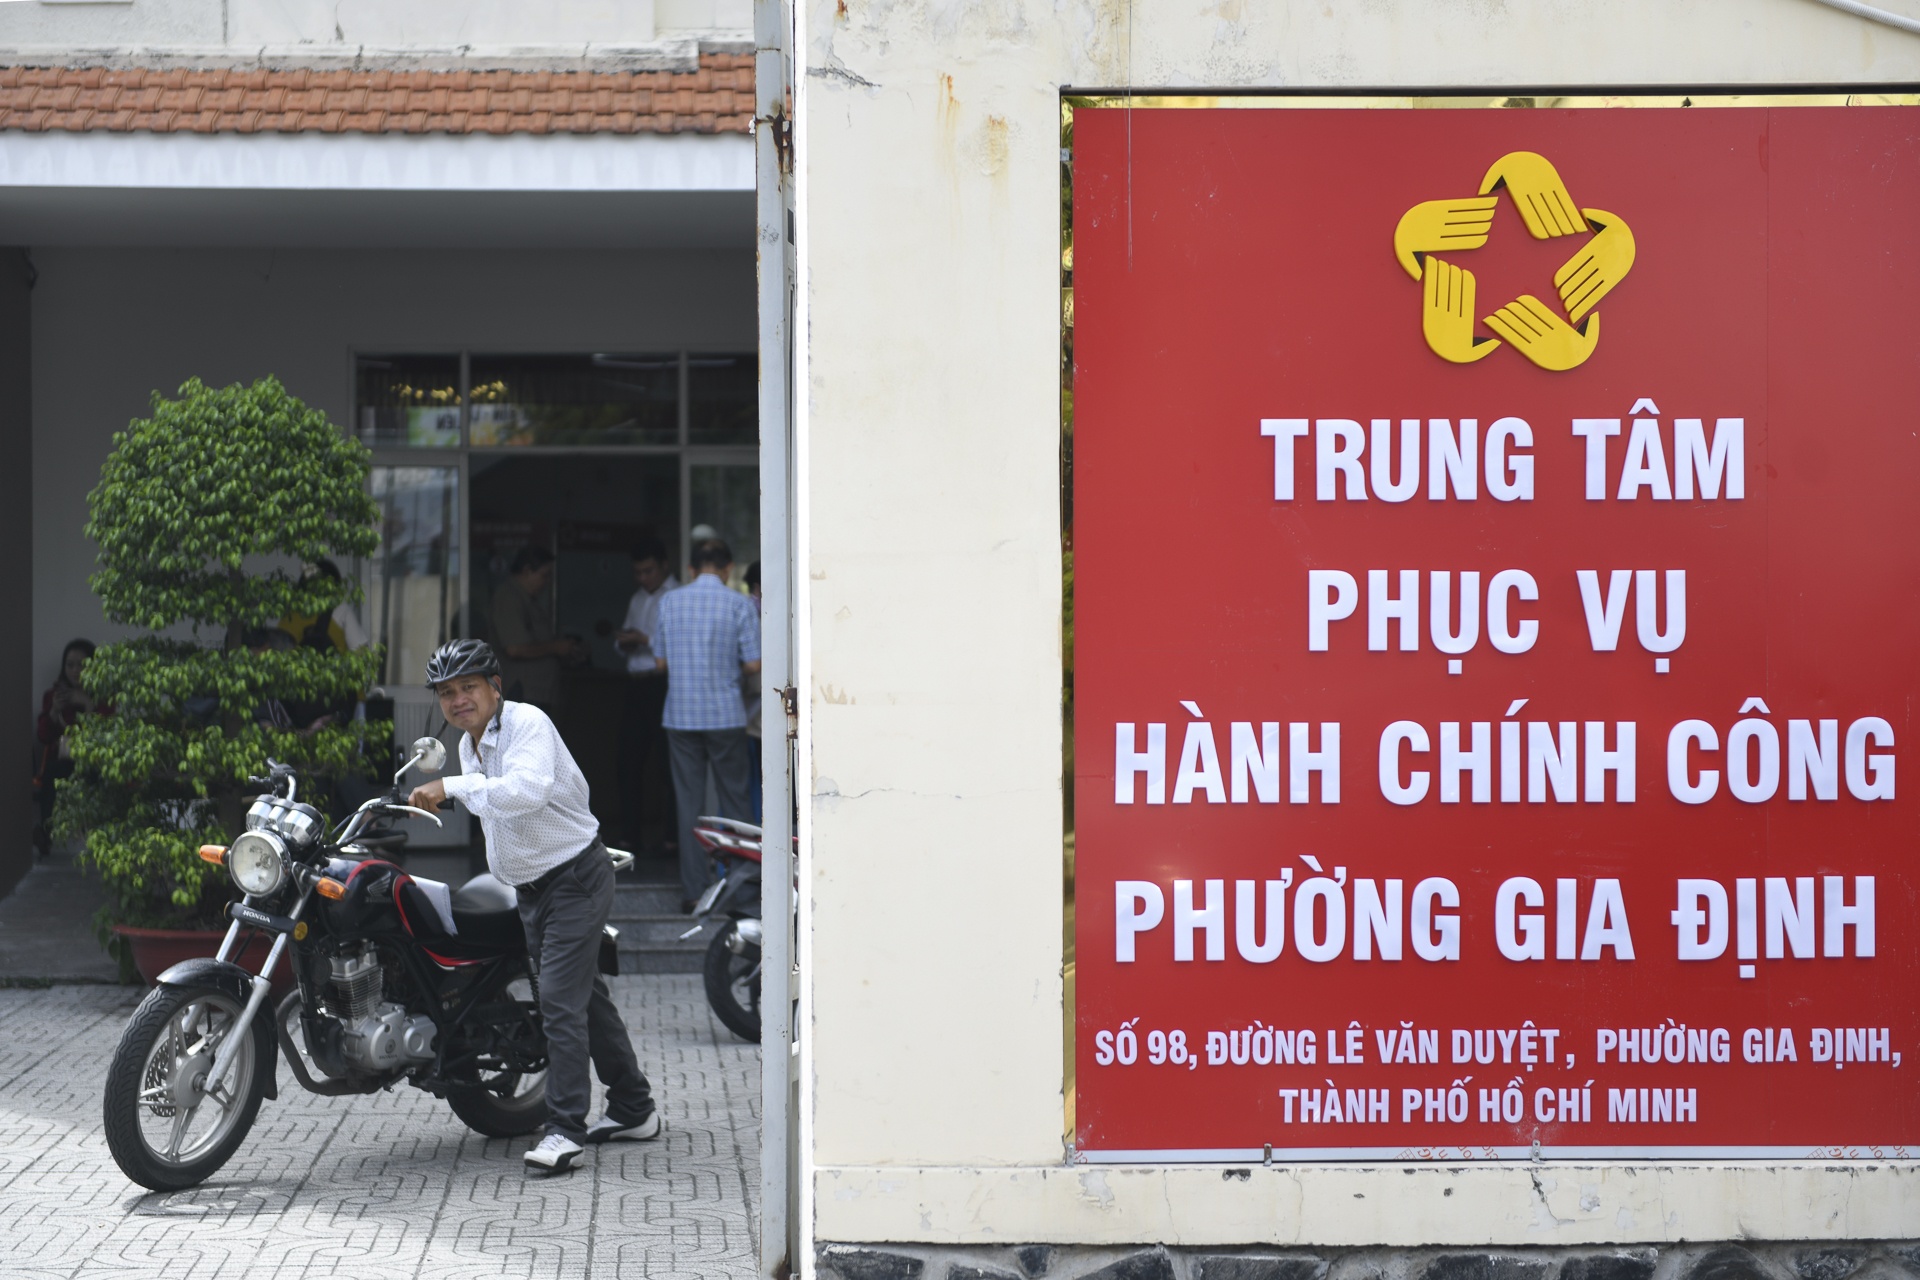 TRUNG TÂM
PHỤC VỤ
HÀNH CHÍNH CÔNG
PHƯỜNG GIA ĐỊNH
SỐ 98, ĐƯỜNG LÊ VĂN DUYỆT, PHƯỜNG GIA ĐỊNH,
THÀNH PHỐ HỒ CHÍ MINH
HONDA